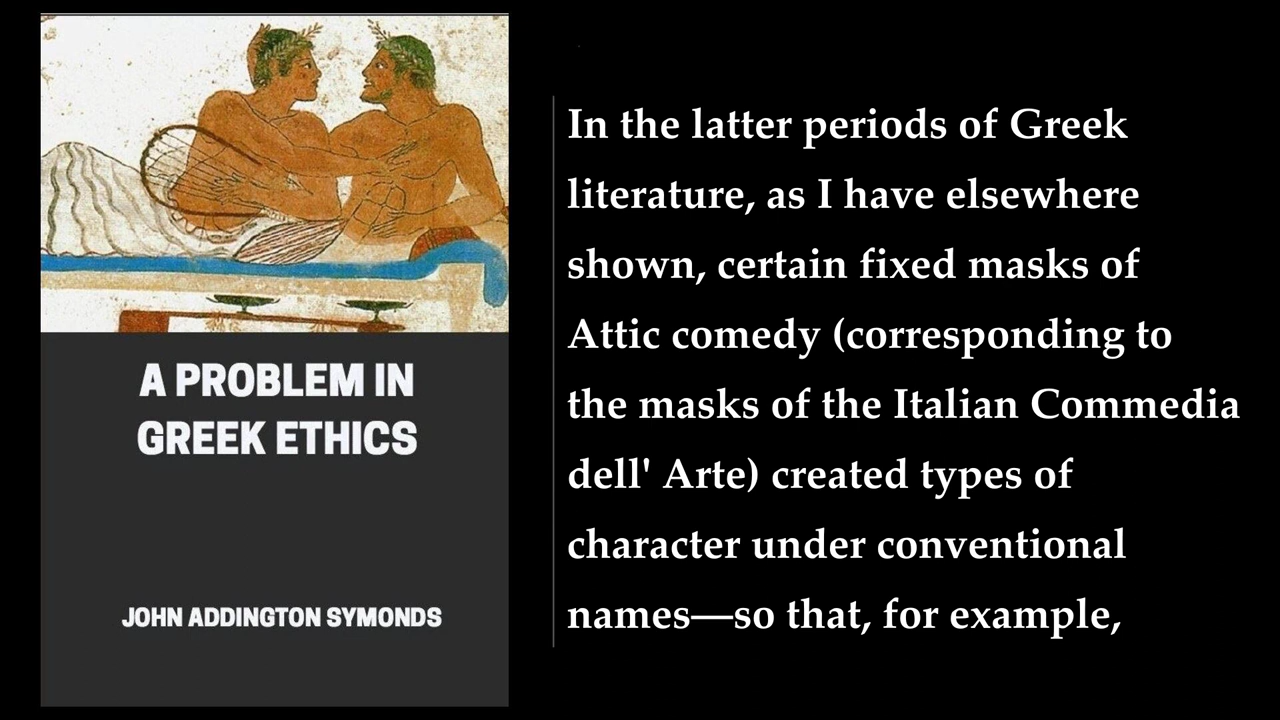 A PROBLEM IN
GREEK ETHICS
JOHN ADDINGTON SYMONDS
In the latter periods of Greek
literature, as I have elsewhere
shown, certain fixed masks of
Attic comedy (corresponding to
the masks of the Italian Commedia
dell' Arte) created types of
character under conventional
names—so that, for example,